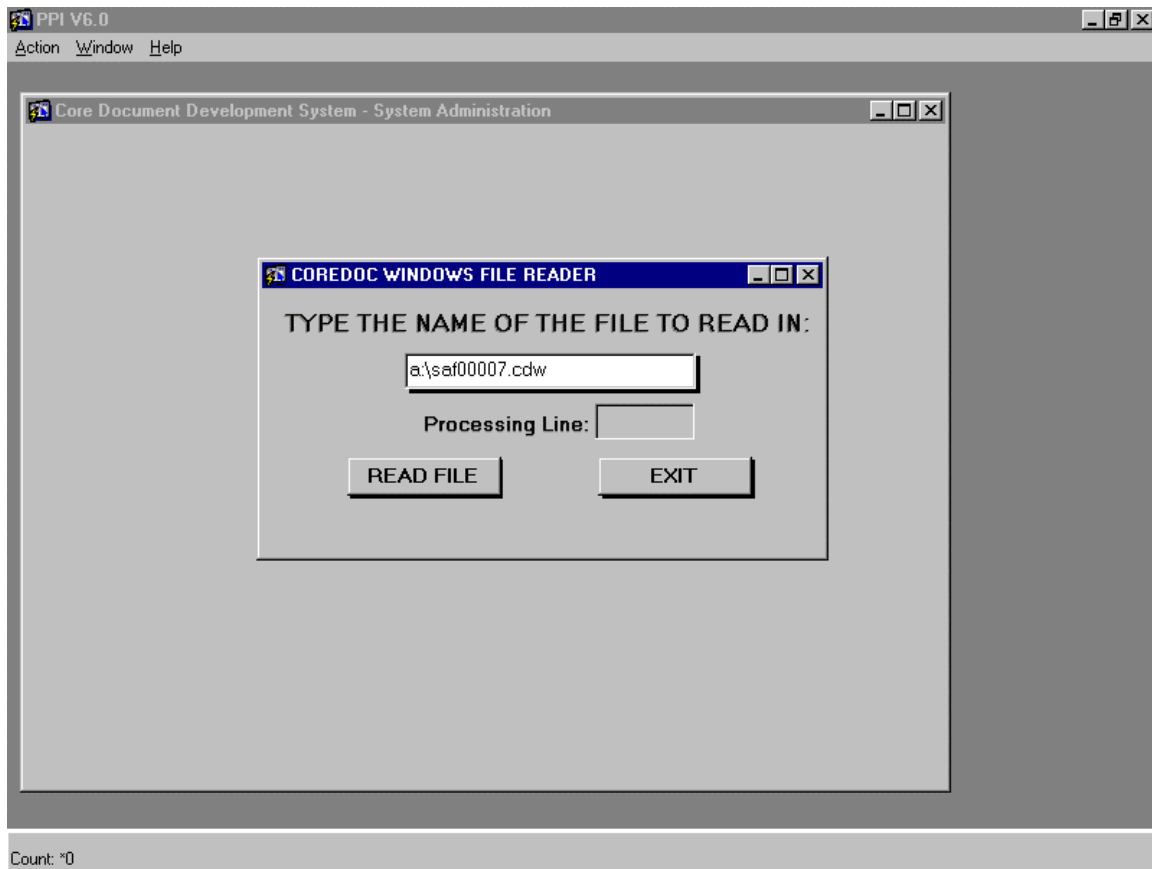 PPI V6.0
Action Window Help
Core Document Development System - System Administration
COREDOC WINDOWS FILE READER
TYPE THE NAME OF THE FILE TO READ IN:
a:\saf00007.cdw
Processing Line:
READ FILE EXIT
Count: *0